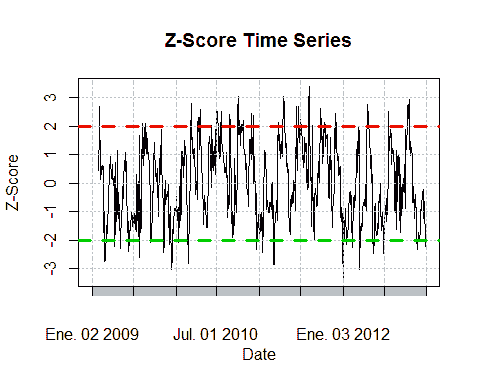 Z-Score Time Series
Z-Score
3
2
1
0
-1
-2
-3
Ene. 02 2009
Jul. 01 2010
Ene. 03 2012
Date